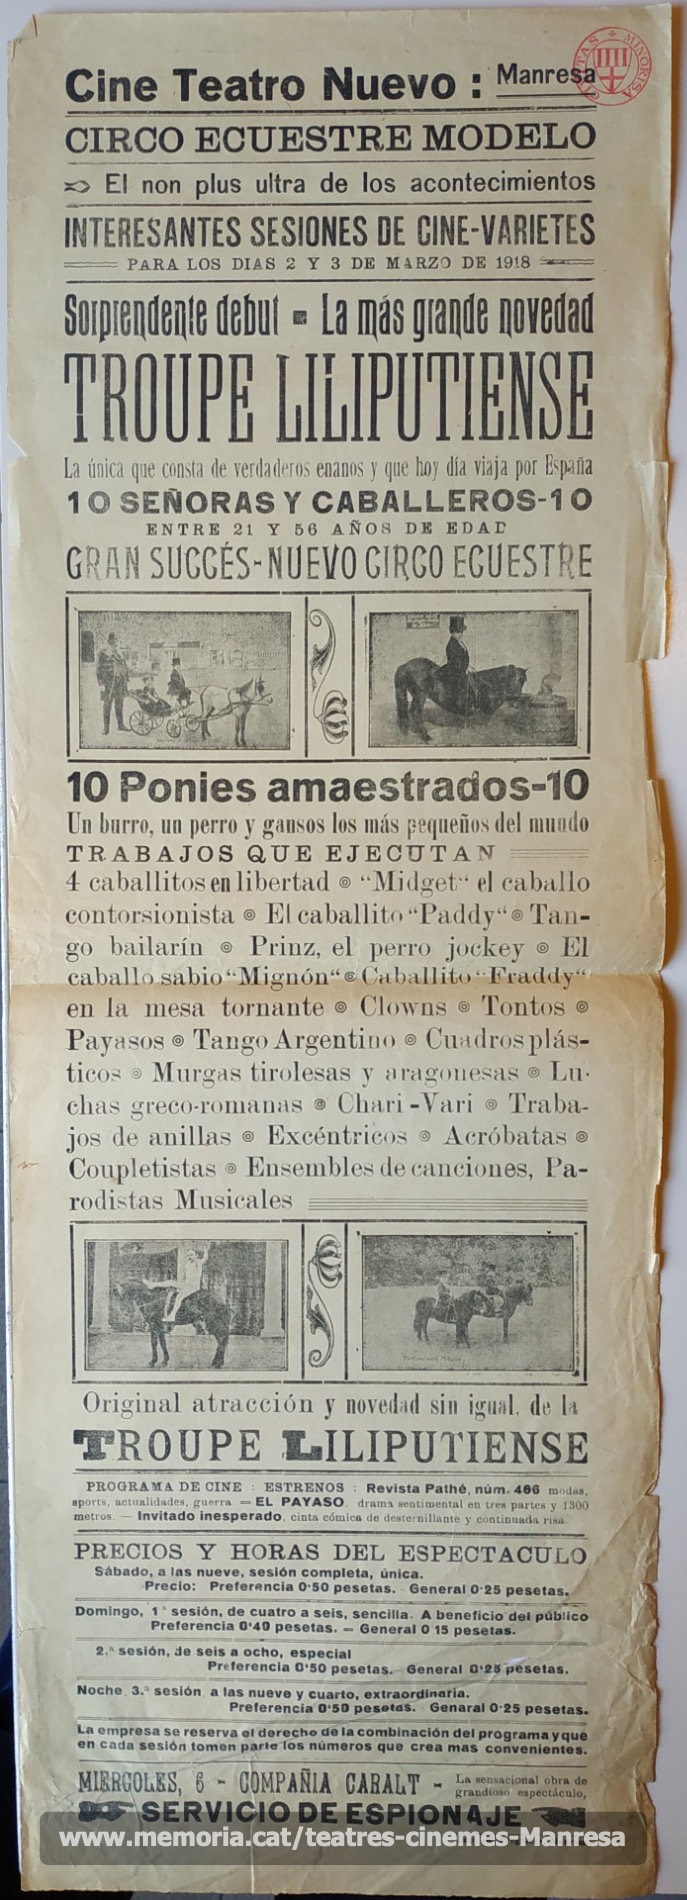 Cine Teatro Nuevo : Manresa
CIVITAS MINORISA
CIRCO ECUESTRE MODELO
El non plus ultra de los acontecimientos
INTERESANTES SESIONES DE CINE-VARIETES
PARA LOS DIAS 2 Y 3 DE MARZO DE 1918
Sorprendente debut - La más grande novedad
TROUPE LILIPUTIENSE
La única que consta de verdaderos enanos y que hoy día viaja por España
10 SEÑORAS Y CABALLEROS-10
ENTRE 21 Y 56 AÑOS DE EDAD
GRAN SUCCÉS-NUEVO CIRCO ECUESTRE
10 Ponies amaestrados-10
Un burro, un perro y gansos los más pequeños del mundo
TRABAJOS QUE EJECUTAN
4 caballitos en libertad ⊚ "Midget" el caballo
contorsionista ⊚ El caballito "Paddy" ⊚ Tan-
go bailarín ⊚ Prinz, el perro jockey ⊚ El
caballo sabio "Mignón" ⊚ Caballito "Fraddy"
en la mesa tornante ⊚ Clowns ⊚ Tontos ⊚
Payasos ⊚ Tango Argentino ⊚ Cuadros plás-
ticos ⊚ Murgas tirolesas y aragonesas ⊚ Lu-
chas greco-romanas ⊚ Chari-Vari ⊚ Traba-
jos de anillas ⊚ Excéntricos ⊚ Acróbatas ⊚
Coupletistas ⊚ Ensembles de canciones, Pa-
rodistas Musicales
Original atracción y novedad sin igual, de la
TROUPE LILIPUTIENSE
PROGRAMA DE CINE : ESTRENOS : Revista Pathé, núm. 466 modas,
sports, actualidades, guerra = EL PAYASO, drama sentimental en tres partes y 1300
metros. — Invitado inesperado, cinta cómica de desternillante y continuada risa.
PRECIOS Y HORAS DEL ESPECTACULO
Sábado, a las nueve, sesión completa, única.
Precio: Preferencia 0'50 pesetas. - General 0'25 pesetas.
Domingo, 1ª sesión, de cuatro a seis, sencilla. A beneficio del público
Preferencia 0'40 pesetas. — General 0'15 pesetas.
2.ª sesión, de seis a ocho, especial
Preferencia 0'50 pesetas. General 0'25 pesetas.
Noche, 3.ª sesión a las nueve y cuarto, extraordinaria.
Preferencia 0'50 pesetas. Genaral 0'25 pesetas.
La empresa se reserva el derecho de la combinación del programa y que
en cada sesión tomen parte los números que crea mas convenientes.
MIERCOLES, 6 - COMPAÑIA CARALT - La sensacional obra de
grandioso espectáculo,
SERVICIO DE ESPIONAJE
www.memoria.cat/teatres-cinemes-Manresa